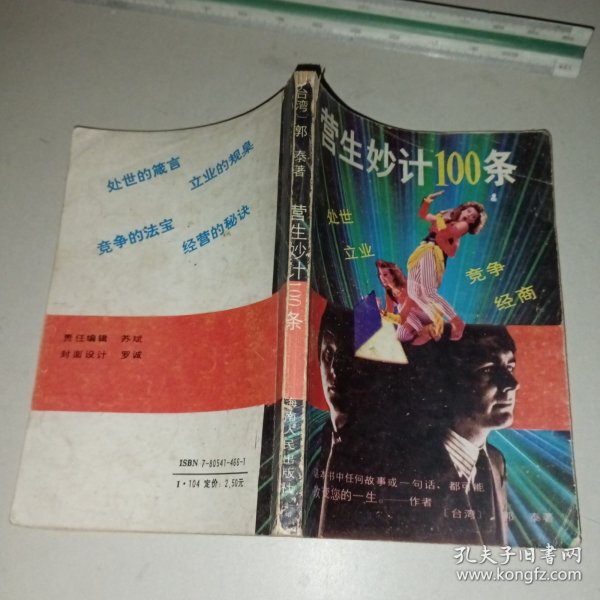 营生妙计100条
处世
立业
竞争
经商
本书中任何故事或一句话、都可能
改变您的一生。——作者
〔台湾〕郭 泰著
〔台湾〕郭 泰著 营生妙计100条 海南人民出版社
处世的箴言
立业的规臬
竞争的法宝
经营的秘诀
责任编辑 苏斌
封面设计 罗诚
ISBN 7-80541-466-1
I·104 定价:2.50元
孔夫子旧书网
www.kongfz.com